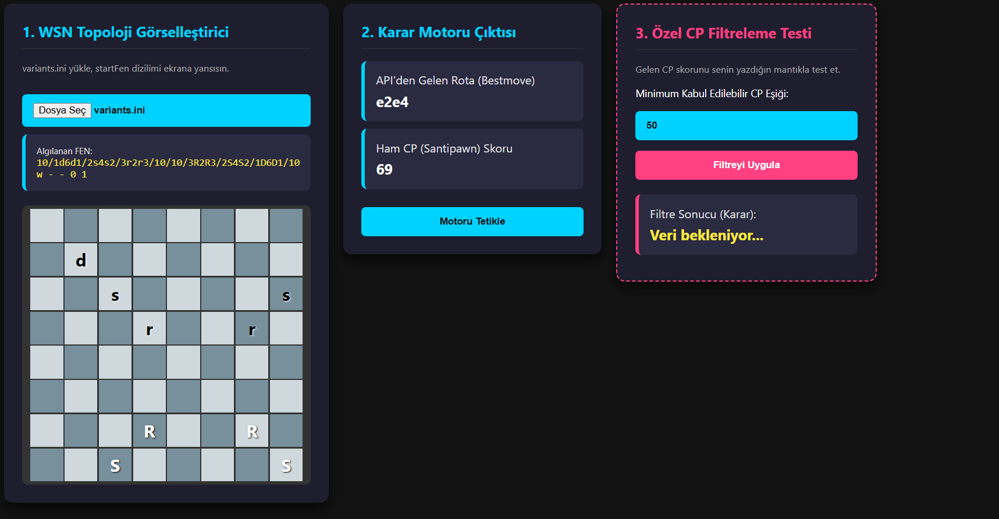 1. WSN Topoloji Görselleştirici
variants.ini yükle, startFen dizilimi ekrana yansısın.
Dosya Seç variants.ini
Algılanan FEN:
10/1d6d1/2s4s2/3r2r3/10/10/3R2R3/2S4S2/1D6D1/10
w - - 0 1
d
s s
r r
R R
S S
2. Karar Motoru Çıktısı
API'den Gelen Rota (Bestmove)
e2e4
Ham CP (Santipawn) Skoru
69
Motoru Tetikle
3. Özel CP Filtreleme Testi
Gelen CP skorunu senin yazdığın mantıkla test et.
Minimum Kabul Edilebilir CP Eşiği:
50
Filtreyi Uygula
Filtre Sonucu (Karar):
Veri bekleniyor...